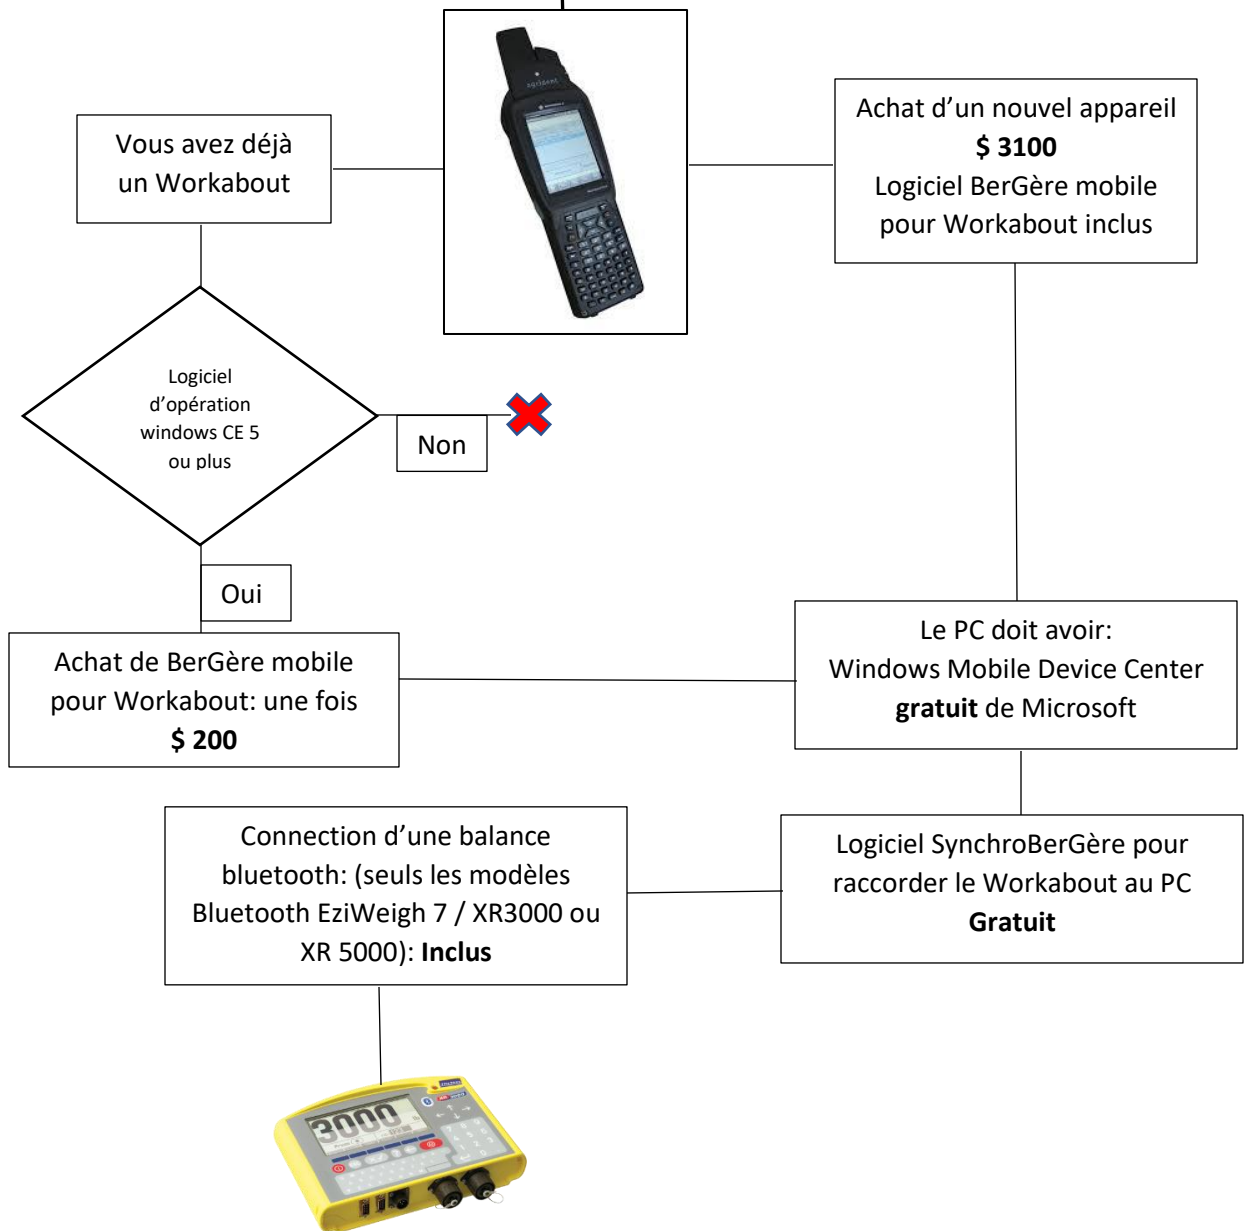 agrident
MOTOROLA
Vous avez déjà
un Workabout
Achat d’un nouvel appareil
$ 3100
Logiciel BerGère mobile
pour Workabout inclus
Logiciel
d’opération
windows CE 5
ou plus
Non
Oui
Achat de BerGère mobile
pour Workabout: une fois
$ 200
Le PC doit avoir:
Windows Mobile Device Center
gratuit de Microsoft
Connection d’une balance
bluetooth: (seuls les modèles
Bluetooth EziWeigh 7 / XR3000 ou
XR 5000): Inclus
Logiciel SynchroBerGère pour
raccorder le Workabout au PC
Gratuit
3000